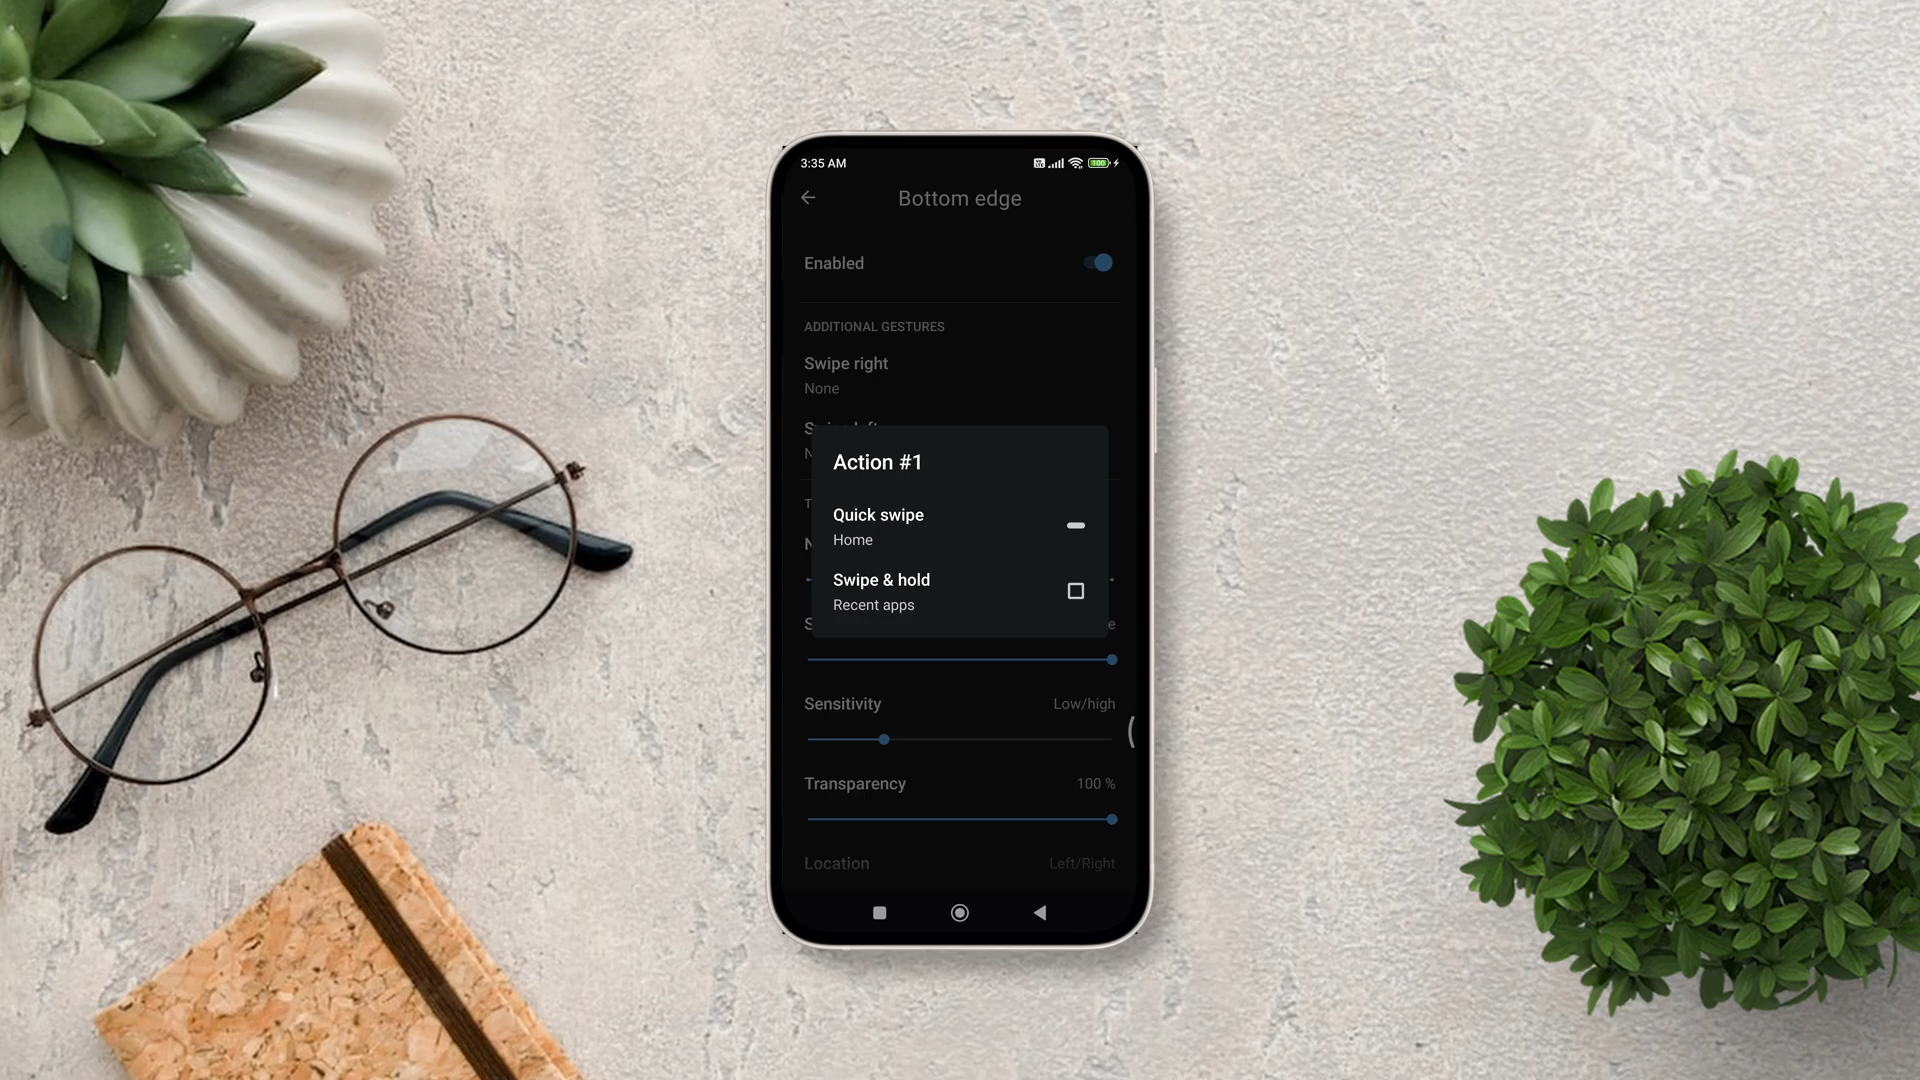 3:35 AM
100
Bottom edge
Enabled
ADDITIONAL GESTURES
Swipe right
None
Action #1
Quick swipe
Home
Swipe & hold
Recent apps
Sensitivity
Low/high
Transparency
100 %
Location
Left/Right